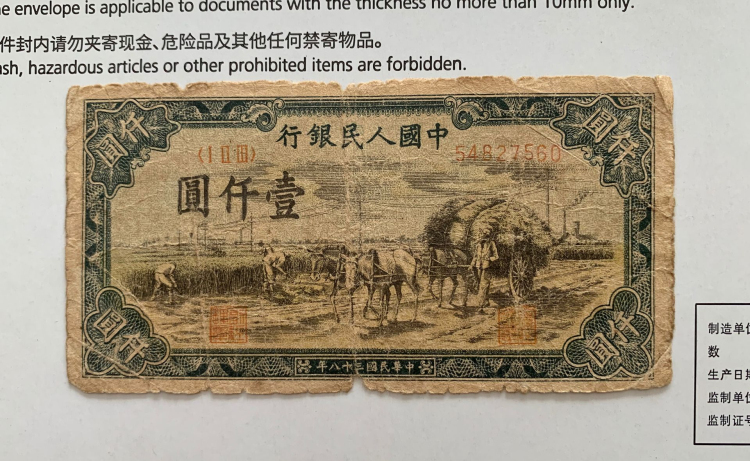 e envelope is applicable to documents with the thickness no more than 10mm only.
件封内请勿夹寄现金、危险品及其他任何禁寄物品。
ash, hazardous articles or other prohibited items are forbidden.
圓仟
行銀民人國中
圓仟
〈I II III〉
54827560
圓仟壹
圓仟
圓仟
年八十三國民華中
制造单位
数
生产日期
监制单位
监制证号